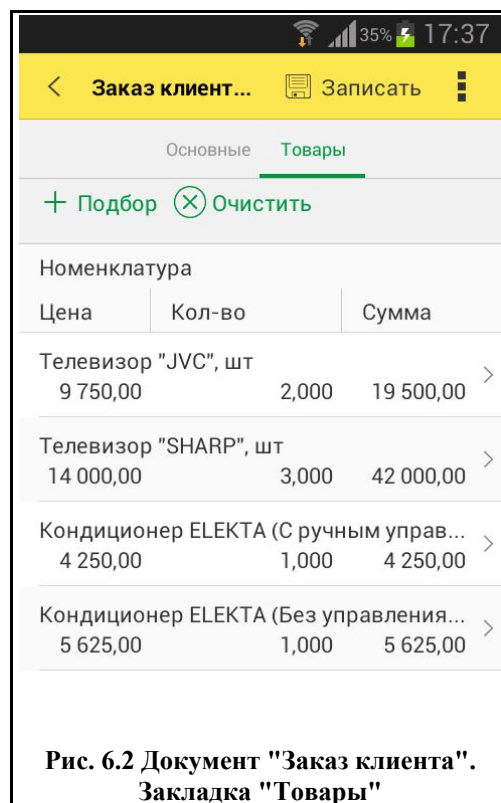 35% 17:37
Заказ клиент... Записать
Основные Товары
+ Подбор Очистить
Номенклатура
Цена Кол-во Сумма
Телевизор "JVC", шт
9 750,00 2,000 19 500,00
Телевизор "SHARP", шт
14 000,00 3,000 42 000,00
Кондиционер ELEKTA (С ручным управ...
4 250,00 1,000 4 250,00
Кондиционер ELEKTA (Без управления...
5 625,00 1,000 5 625,00
Рис. 6.2 Документ "Заказ клиента".
Закладка "Товары"